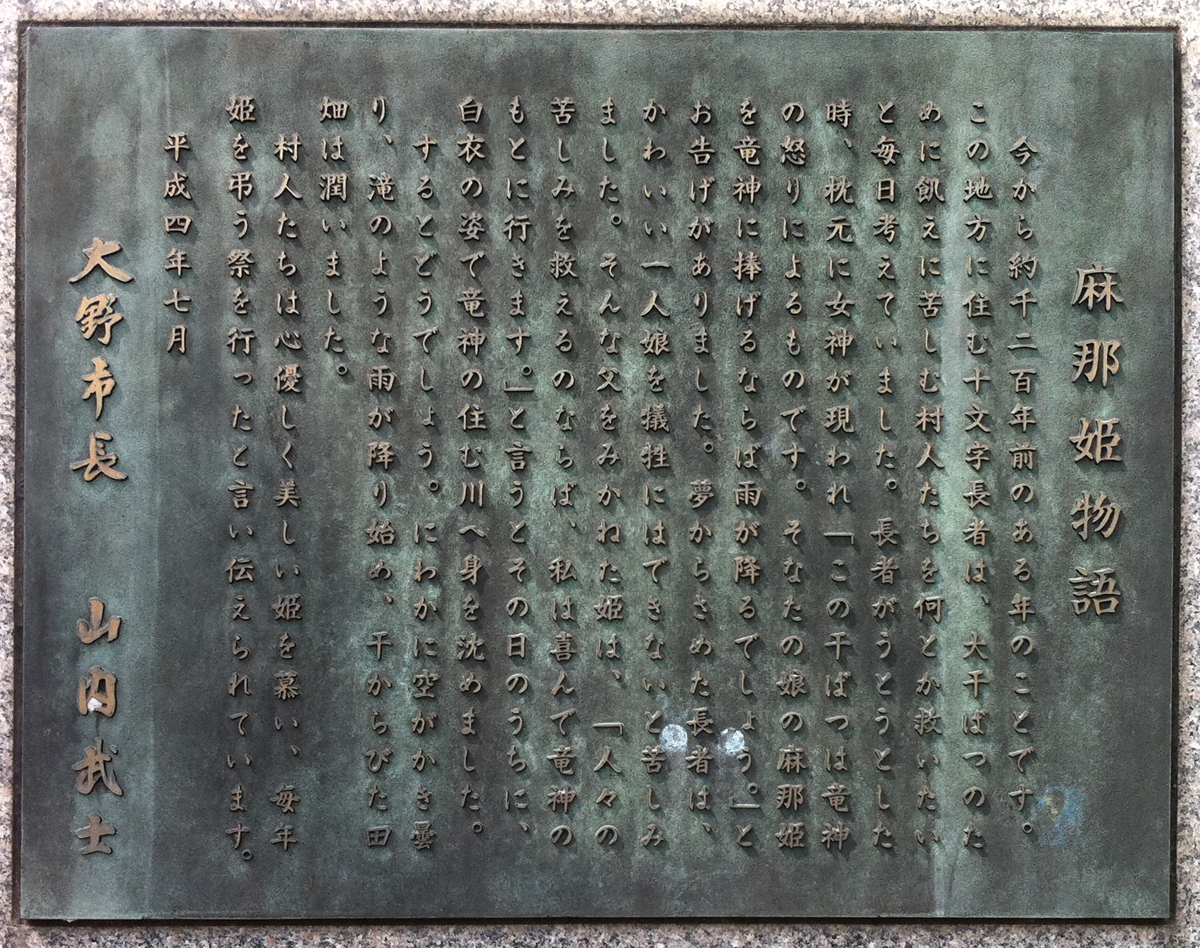 麻那姫物語
今から約千二百年前のある年のことです。
この地方に住む十文字長者は、大干ばつのた
めに飢えに苦しむ村人たちを何とか救いたい
と毎日考えていました。長者がうとうとした
時、枕元に女神が現われ「この干ばつは竜神
の怒りによるものです。そなたの娘の麻那姫
を竜神に捧げるならば雨が降るでしょう。」と
お告げがありました。夢からさめた長者は、
かわいい一人娘を犠牲にはできないと苦しみ
ました。そんな父をみかねた姫は、「人々の
苦しみを救えるのならば、私は喜んで竜神の
もとに行きます。」と言うとその日のうちに、
白衣の姿で竜神の住む川へ身を沈めました。
するとどうでしょう。にわかに空がかき曇
り、滝のような雨が降り始め、干からびた田
畑は潤いました。
村人たちは心優しく美しい姫を慕い、毎年
姫を弔う祭を行ったと言い伝えられています。
平成四年七月
大野市長 山内武士